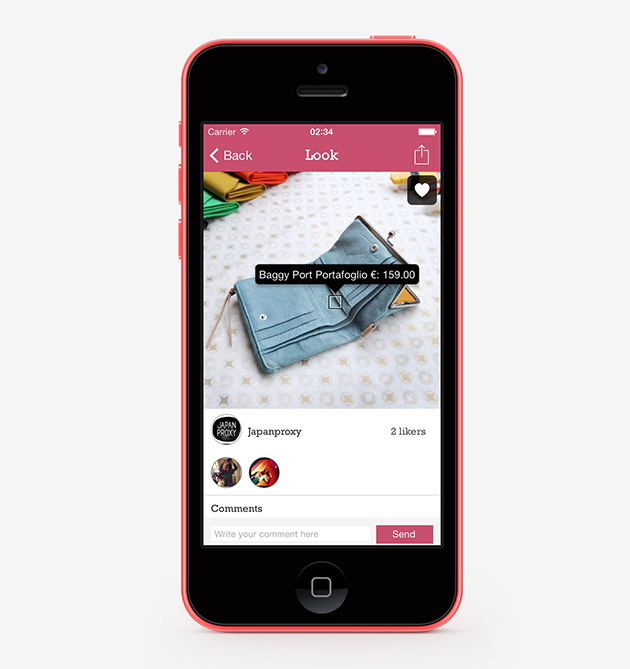 Carrier 02:34
Back Look
Baggy Port Portafoglio €: 159.00
JAPAN
PROXY
Japanproxy 2 likers
Comments
Write your comment here Send